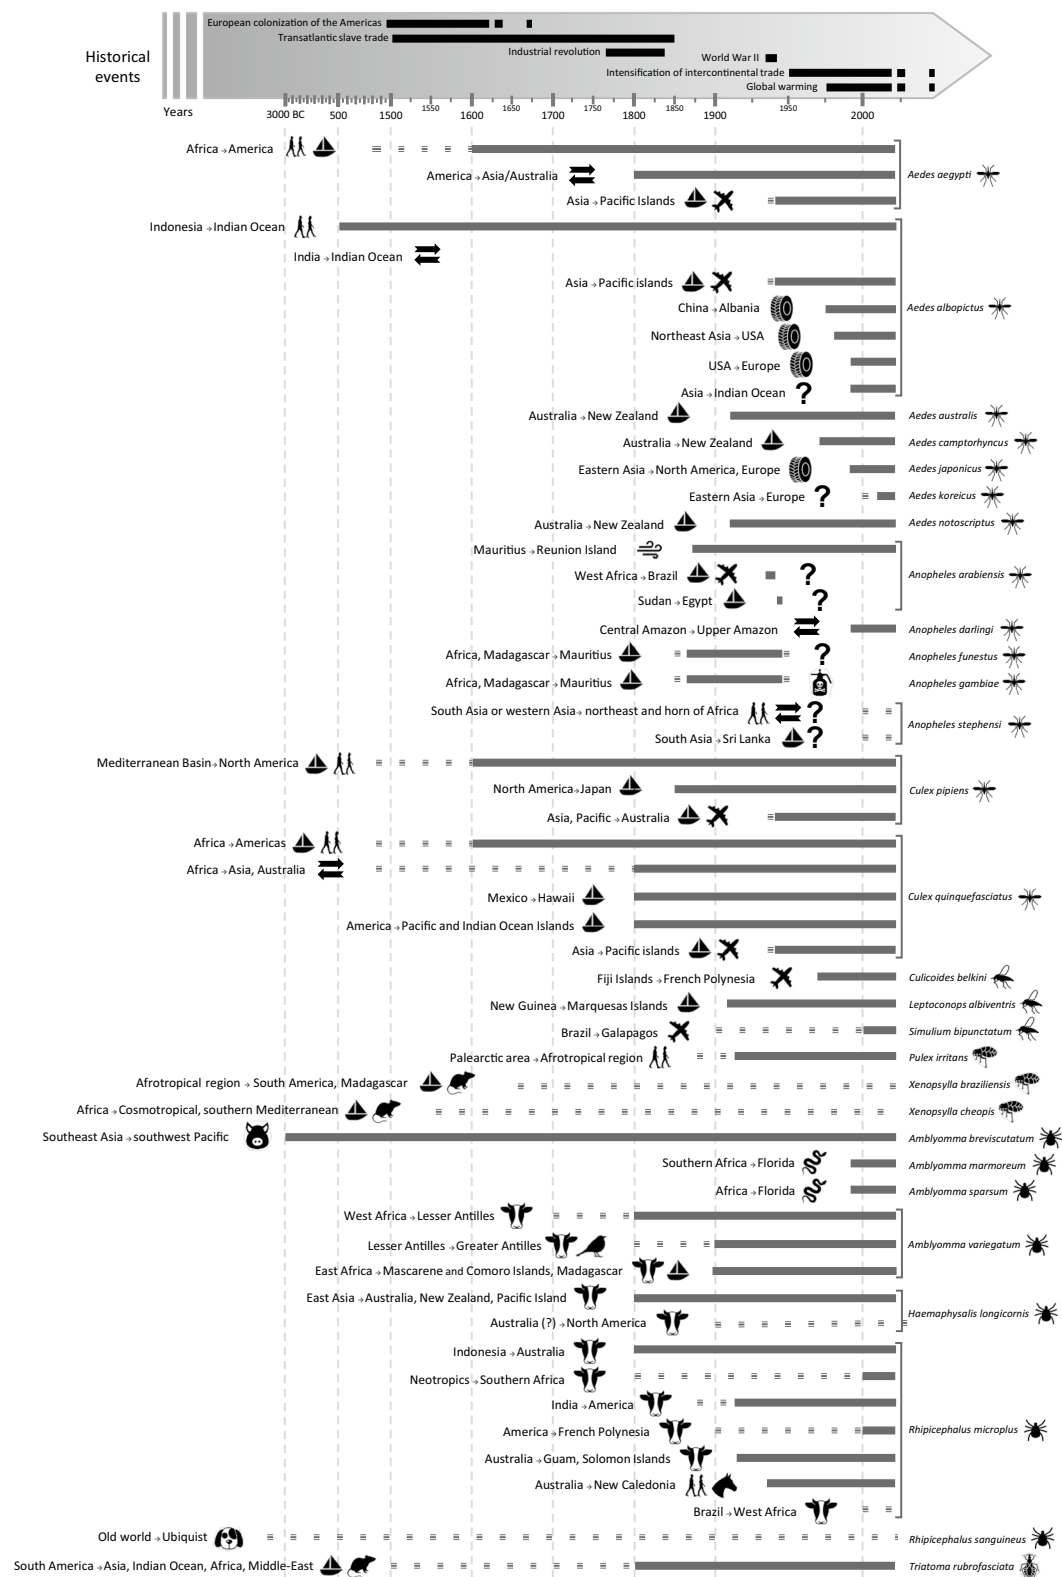 European colonization of the Americas
Transatlantic slave trade
Industrial revolution
World War II
Intensification of intercontinental trade
Global warming
Historical
events
Years
3000 BC 500 1500 1550 1600 1650 1700 1750 1800 1850 1900 1950 2000
Africa→America
America→Asia/Australia
Aedes aegypti
Asia→Pacific Islands
Indonesia→Indian Ocean
India→Indian Ocean
Asia→Pacific islands
China→Albania
Aedes albopictus
Northeast Asia→USA
USA→Europe
Asia→Indian Ocean ?
Australia→New Zealand
Aedes australis
Australia→New Zealand
Aedes camptorhyncus
Eastern Asia→North America, Europe
Aedes japonicus
Eastern Asia→Europe ?
Aedes koreicus
Australia→New Zealand
Aedes notoscriptus
Mauritius→Reunion Island
West Africa→Brazil ?
Anopheles arabiensis
Sudan→Egypt ?
Central Amazon→Upper Amazon
Anopheles darlingi
Africa, Madagascar→Mauritius ?
Anopheles funestus
Africa, Madagascar→Mauritius
Anopheles gambiae
South Asia or western Asia→northeast and horn of Africa ?
Anopheles stephensi
South Asia→Sri Lanka ?
Mediterranean Basin→North America
North America→Japan
Culex pipiens
Asia, Pacific→Australia
Africa→Americas
Africa→Asia, Australia
Mexico→Hawaii
Culex quinquefasciatus
America→Pacific and Indian Ocean Islands
Asia→Pacific islands
Fiji Islands→French Polynesia
Culicoides belkini
New Guinea→Marquesas Islands
Leptoconops albiventris
Brazil→Galapagos
Simulium bipunctatum
Palearctic area→Afrotropical region
Pulex irritans
Afrotropical region→South America, Madagascar
Xenopsylla braziliensis
Africa→Cosmotropical, southern Mediterranean
Xenopsylla cheopis
Southeast Asia→southwest Pacific
Amblyomma breviscutatum
Southern Africa→Florida
Amblyomma marmoreum
Africa→Florida
Amblyomma sparsum
West Africa→Lesser Antilles
Lesser Antilles→Greater Antilles
Amblyomma variegatum
East Africa→Mascarene and Comoro Islands, Madagascar
East Asia→Australia, New Zealand, Pacific Island
Haemaphysalis longicornis
Australia (?)→North America
Indonesia→Australia
Neotropics→Southern Africa
India→America
America→French Polynesia
Rhipicephalus microplus
Australia→Guam, Solomon Islands
Australia→New Caledonia
Brazil→West Africa
Old world→Ubiquist
Rhipicephalus sanguineus
South America→Asia, Indian Ocean, Africa, Middle-East
Triatoma rubrofasciata